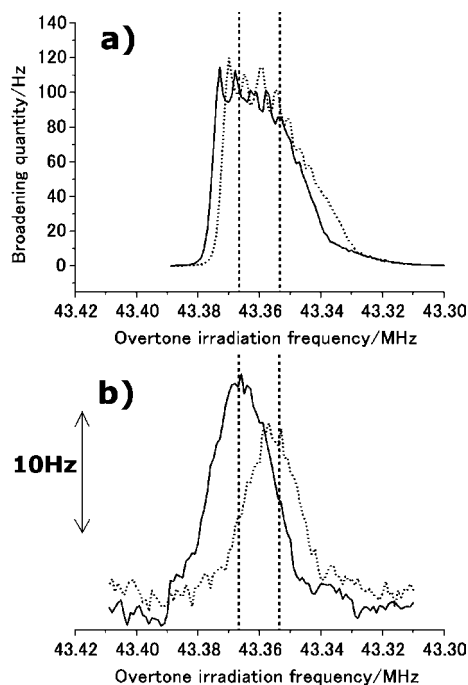 a)
Broadening quantity/Hz
140
120
100
80
60
40
20
0
43.42 43.40 43.38 43.36 43.34 43.32 43.30
Overtone irradiation frequency/MHz
b)
10Hz
43.42 43.40 43.38 43.36 43.34 43.32 43.30
Overtone irradiation frequency/MHz